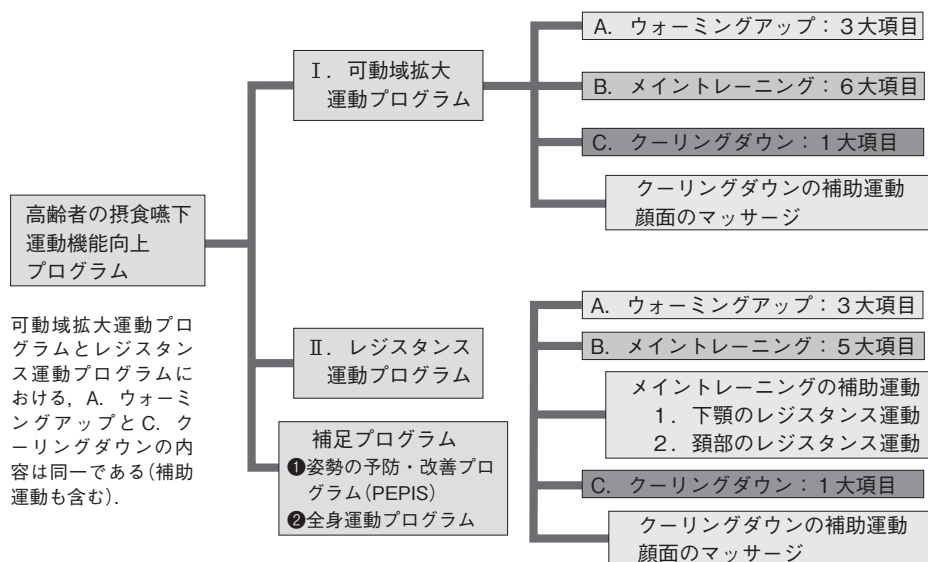 高齢者の摂食嚥下
運動機能向上
プログラム
可動域拡大運動プロ
グラムとレジスタン
ス運動プログラムに
おける，A．ウォーミ
ングアップとC．ク
ーリングダウンの内
容は同一である(補助
運動も含む)．
Ⅰ．可動域拡大
運動プログラム
A．ウォーミングアップ：３大項目
B．メイントレーニング：６大項目
C．クーリングダウン：１大項目
クーリングダウンの補助運動
顔面のマッサージ
Ⅱ．レジスタンス
運動プログラム
A．ウォーミングアップ：３大項目
B．メイントレーニング：５大項目
メイントレーニングの補助運動
１．下顎のレジスタンス運動
２．頚部のレジスタンス運動
C．クーリングダウン：１大項目
クーリングダウンの補助運動
顔面のマッサージ
補足プログラム
❶姿勢の予防・改善プロ
グラム(PEPIS)
❷全身運動プログラム